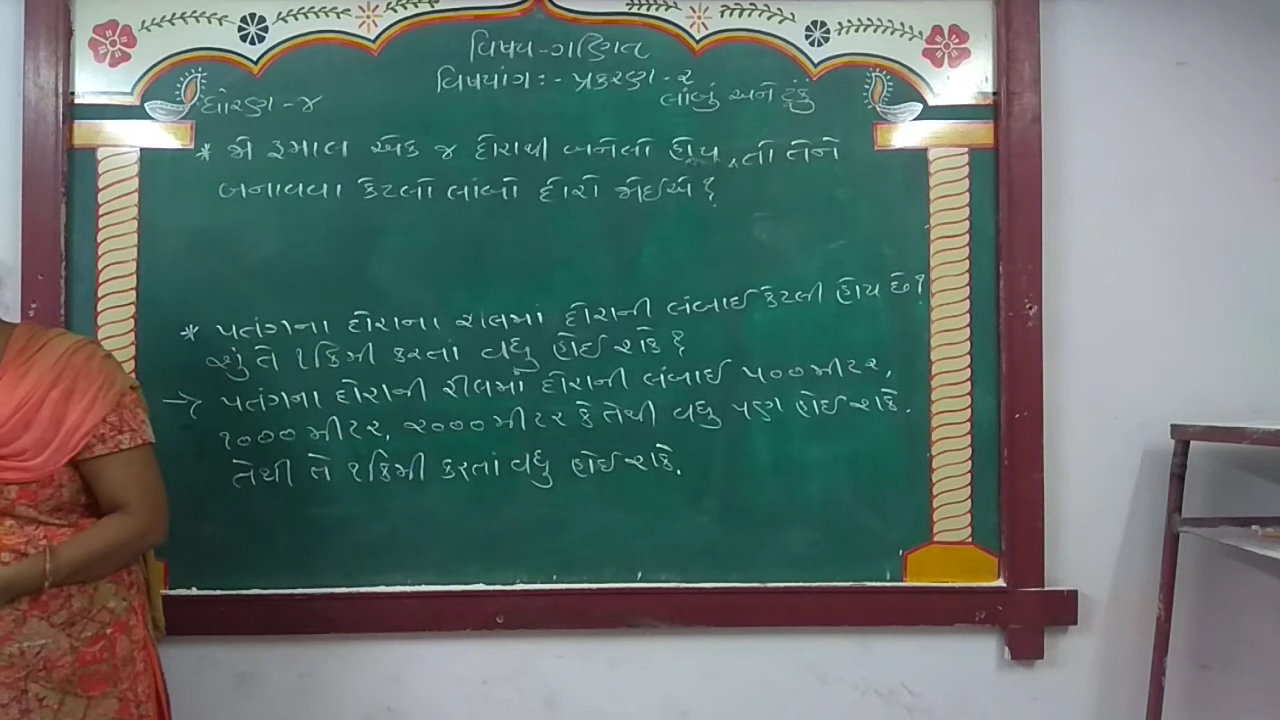 વિષય-ગણિત
વિષયાંગ:- પ્રકરણ-૨
ધોરણ-૪
લાંબું અને ટૂંકું
* જો રૂમાલ એક જ દોરાથી બનેલો હોય, તો તેને
બનાવવા કેટલો લાંબો દોરો જોઈએ?
* પતંગના દોરાના રીલમાં દોરાની લંબાઈ કેટલી હોય છે?
શું તે ૧ કિમી કરતાં વધુ હોઈ શકે?
→ પતંગના દોરાની રીલમાં દોરાની લંબાઈ ૫૦૦ મીટર,
૧૦૦૦ મીટર, ૨૦૦૦ મીટર કે તેથી વધુ પણ હોઈ શકે.
તેથી તે ૧ કિમી કરતાં વધુ હોઈ શકે.